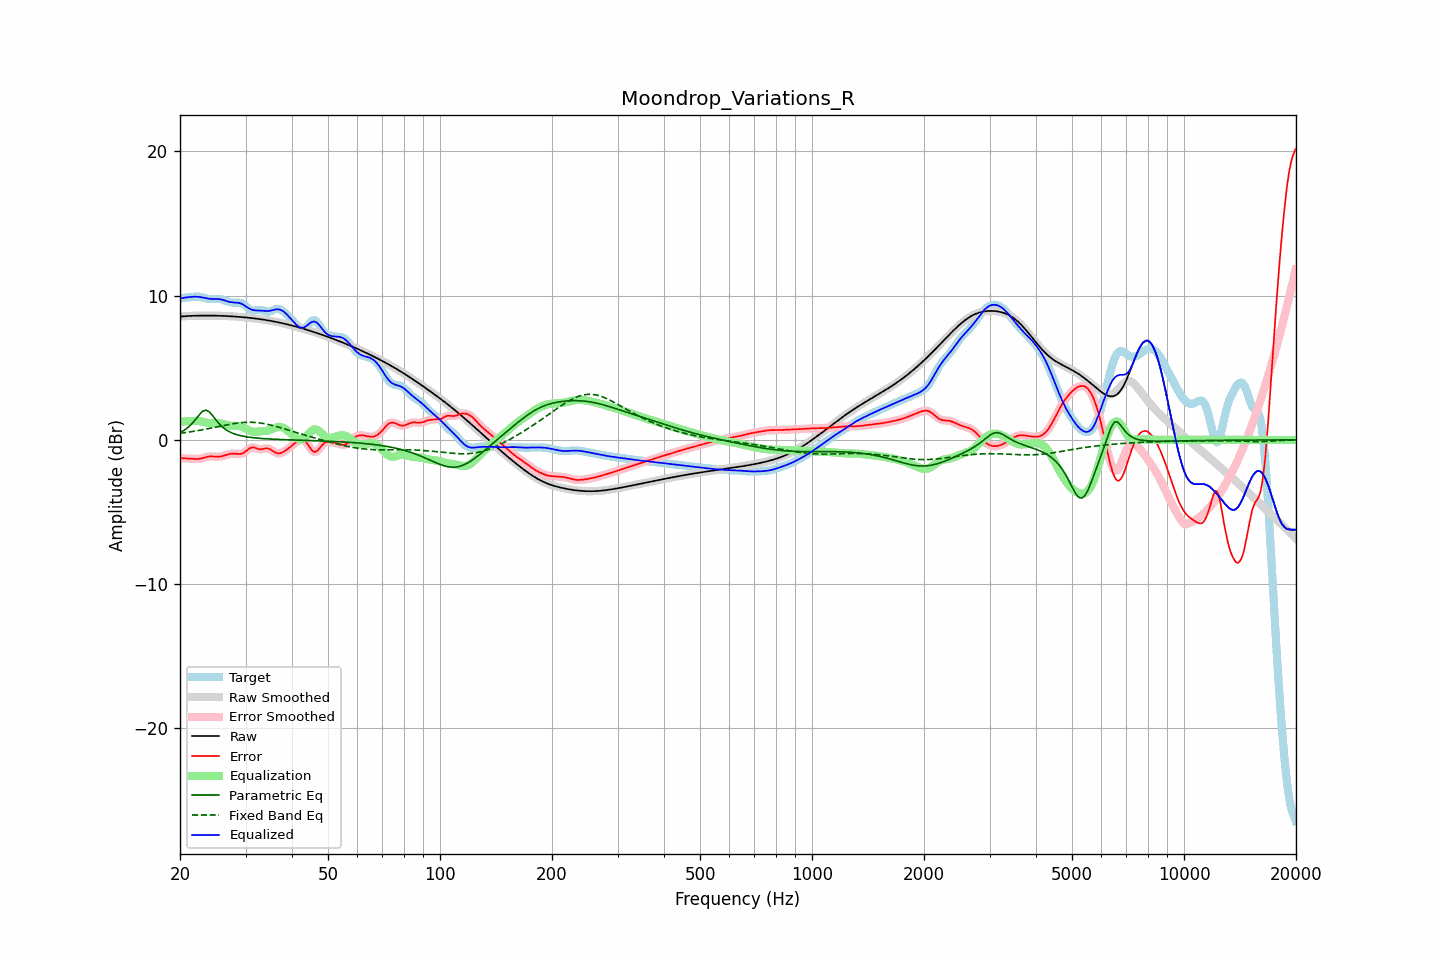 Moondrop_Variations_R
20
10
0
−10
−20
Amplitude (dBr)
Target
Raw Smoothed
Error Smoothed
Raw
Error
Equalization
Parametric Eq
Fixed Band Eq
Equalized
20 50 100 200 500 1000 2000 5000 10000 20000
Frequency (Hz)